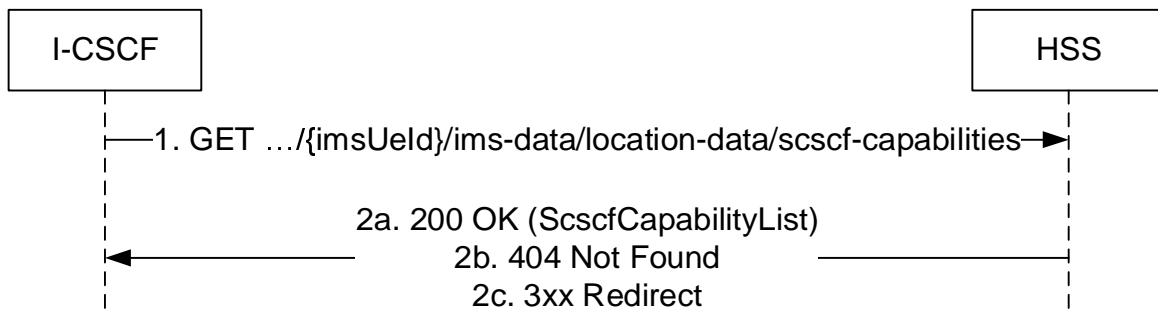 I-CSCF
HSS
1. GET …/{imsUeId}/ims-data/location-data/scscf-capabilities
2a. 200 OK (ScscfCapabilityList)
2b. 404 Not Found
2c. 3xx Redirect